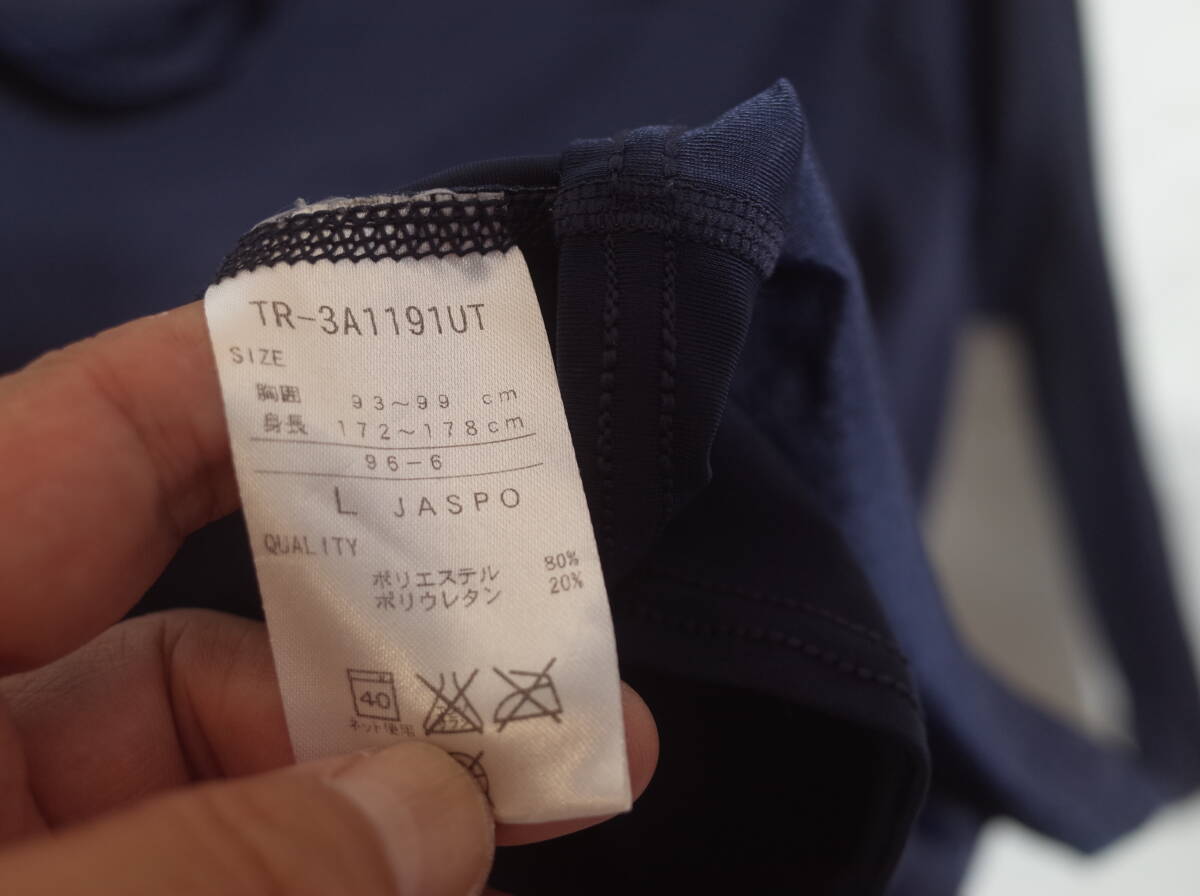 TR-3A1191UT
SIZE
胸囲 93～99 cm
身長 172～178cm
96-6
L JASPO
QUALITY
ポリエステル 80%
ポリウレタン 20%
40
ネット使用